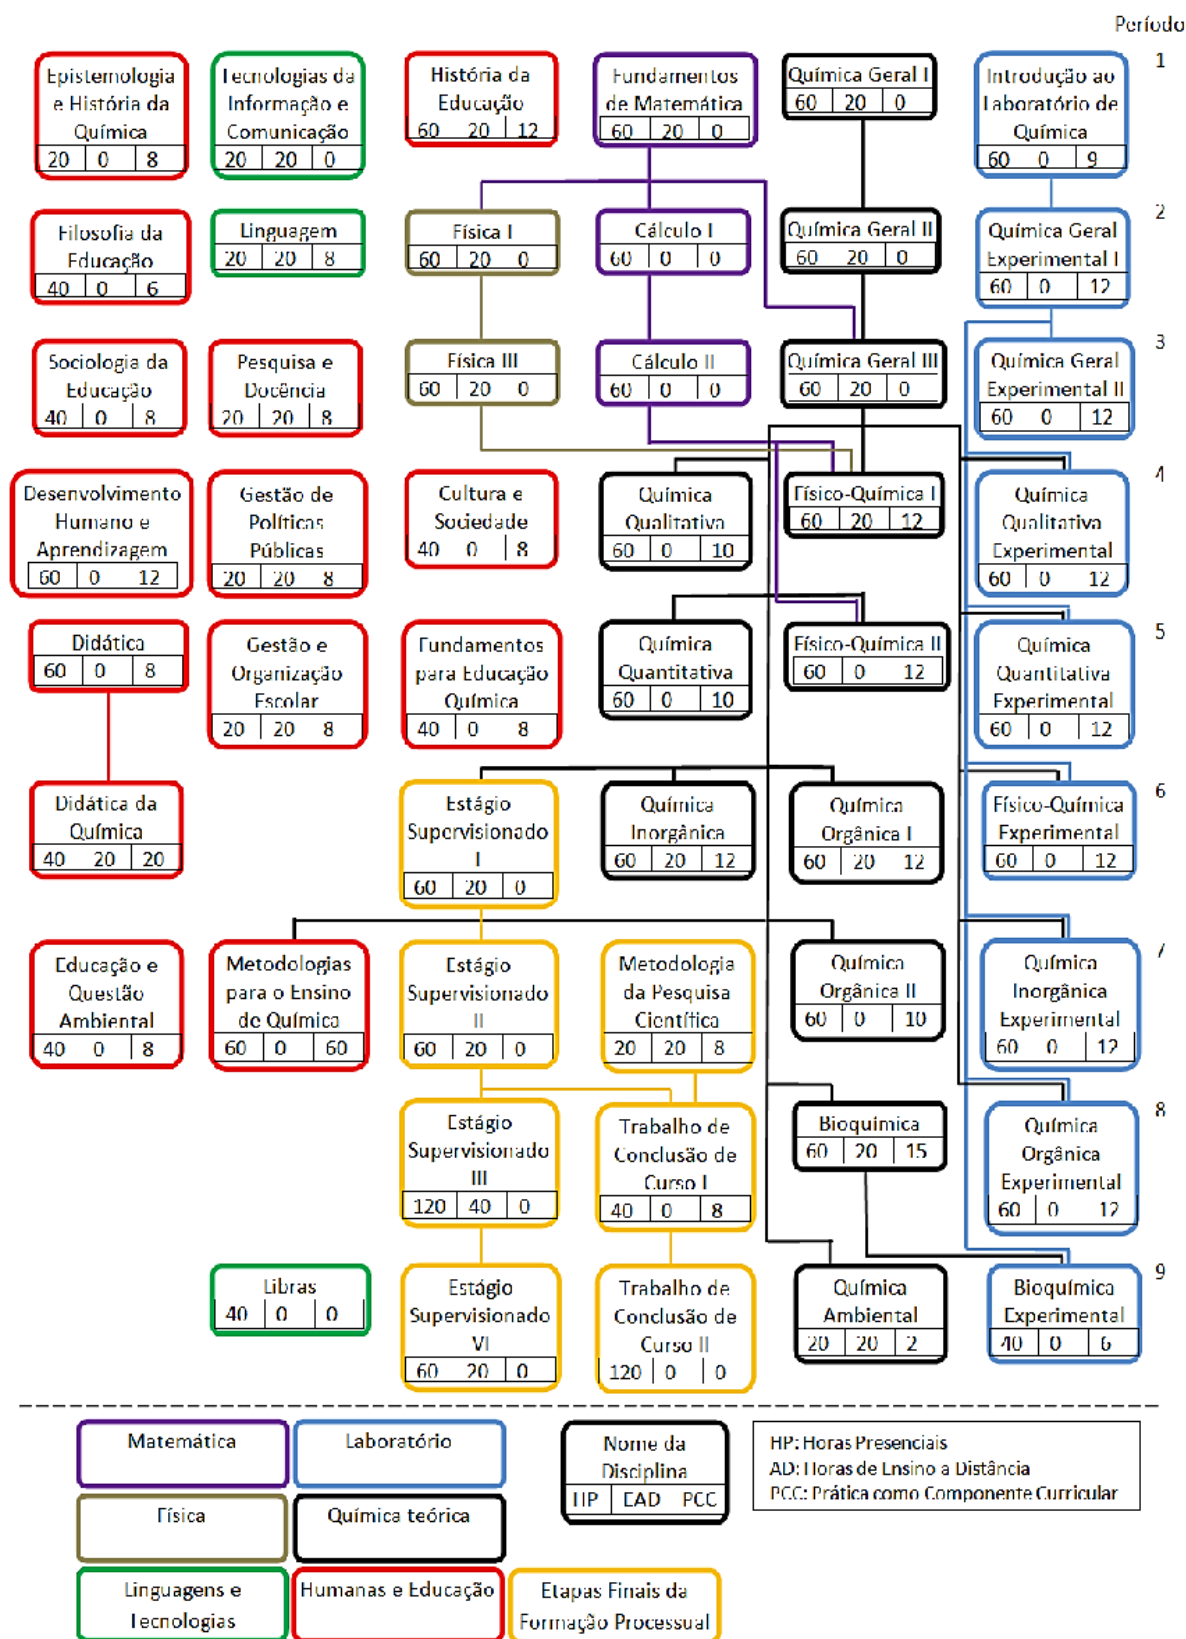 Período
1
Epistemologia
e História da
Química
20 0 8
Tecnologias da
Informação e
Comunicação
20 20 0
História da
Educação
60 20 12
Fundamentos
de Matemática
60 20 0
Química Geral I
60 20 0
Introdução ao
Laboratório de
Química
60 0 9
2
Filosofia da
Educação
40 0 6
Linguagem
20 20 8
Física I
60 20 0
Cálculo I
60 0 0
Química Geral II
60 20 0
Química Geral
Experimental I
60 0 12
3
Sociologia da
Educação
40 0 8
Pesquisa e
Docência
20 20 8
Física III
60 20 0
Cálculo II
60 0 0
Química Geral III
60 20 0
Química Geral
Experimental II
60 0 12
4
Desenvolvimento
Humano e
Aprendizagem
60 0 12
Gestão de
Políticas
Públicas
20 20 8
Cultura e
Sociedade
40 0 8
Química
Qualitativa
60 0 10
Físico-Química I
60 20 12
Química
Qualitativa
Experimental
60 0 12
5
Didática
60 0 8
Gestão e
Organização
Escolar
20 20 8
Fundamentos
para Educação
Química
40 0 8
Química
Quantitativa
60 0 10
Físico-Química II
60 0 12
Química
Quantitativa
Experimental
60 0 12
6
Didática da
Química
40 20 20
Estágio
Supervisionado
I
60 20 0
Química
Inorgânica
60 20 12
Química
Orgânica I
60 20 12
Físico-Química
Experimental
60 0 12
7
Educação e
Questão
Ambiental
40 0 8
Metodologias
para o Ensino
de Química
60 0 60
Estágio
Supervisionado
II
60 20 0
Metodologia
da Pesquisa
Científica
20 20 8
Química
Orgânica II
60 0 10
Química
Inorgânica
Experimental
60 0 12
8
Estágio
Supervisionado
III
120 40 0
Trabalho de
Conclusão de
Curso I
40 0 8
Bioquímica
60 20 15
Química
Orgânica
Experimental
60 0 12
9
Libras
40 0 0
Estágio
Supervisionado
VI
60 20 0
Trabalho de
Conclusão de
Curso II
120 0 0
Química
Ambiental
20 20 2
Bioquímica
Experimental
40 0 6
Matemática
Laboratório
Física
Química teórica
Linguagens e
Tecnologias
Humanas e Educação
Etapas Finais da
Formação Processual
Nome da
Disciplina
HP EAD PCC
HP: Horas Presenciais
AD: Horas de Ensino a Distância
PCC: Prática como Componente Curricular